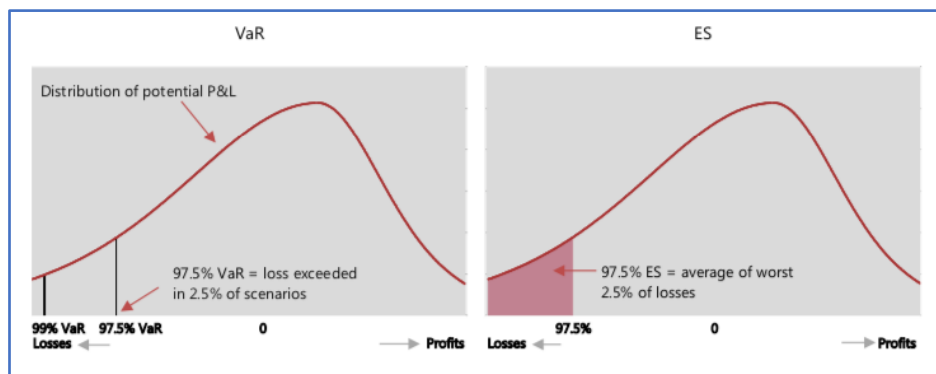 VaR
Distribution of potential P&L
97.5% VaR = loss exceeded
in 2.5% of scenarios
99% VaR 97.5% VaR 0
Losses Profits
ES
97.5% ES = average of worst
2.5% of losses
97.5% 0
Losses Profits